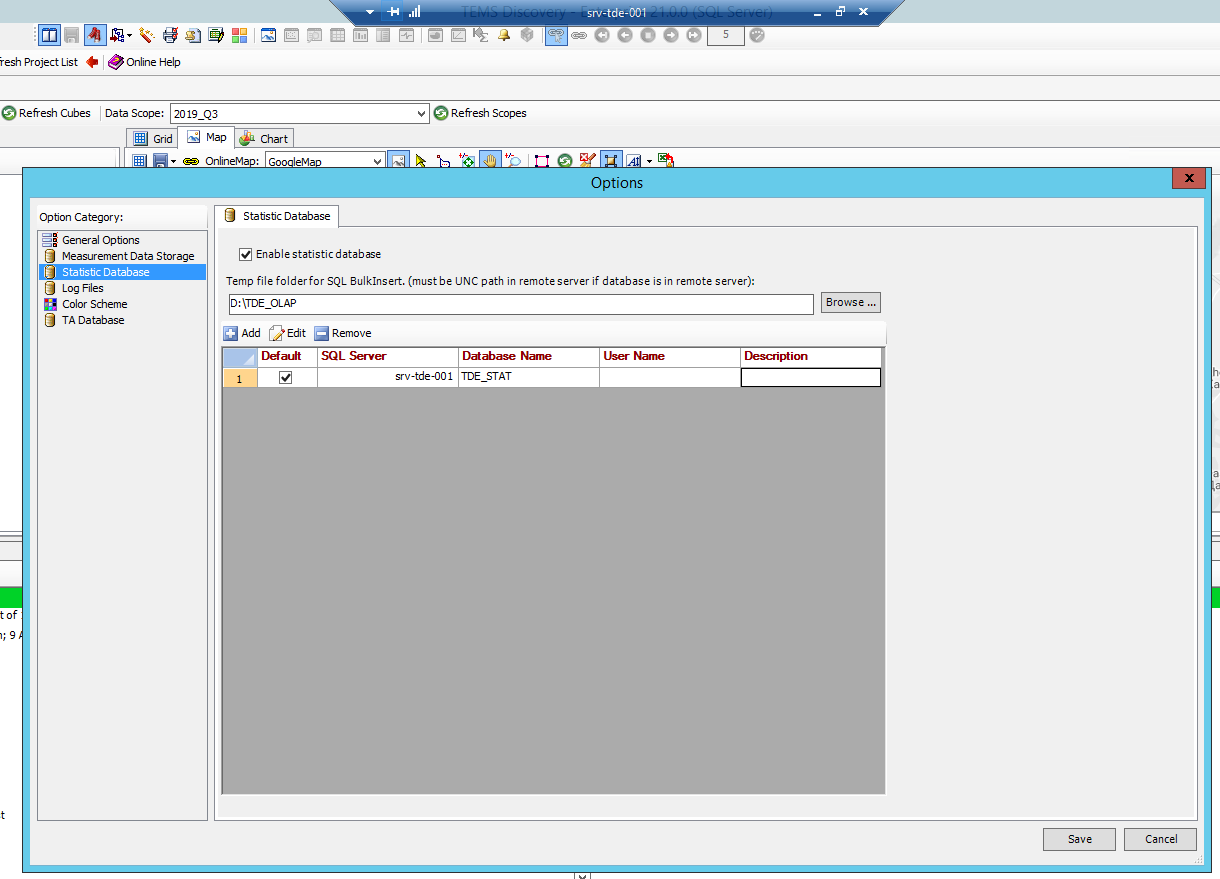 TEMS Discovery - srv-tde-001 21.0.0 (SQL Server)
5
resh Project List Online Help
Refresh Cubes Data Scope: 2019_Q3 Refresh Scopes
Grid Map Chart
OnlineMap: GoogleMap
Options
Option Category:
General Options
Measurement Data Storage
Statistic Database
Log Files
Color Scheme
TA Database
Statistic Database
Enable statistic database
Temp file folder for SQL BulkInsert. (must be UNC path in remote server if database is in remote server):
D:\TDE_OLAP Browse ...
Add Edit Remove
Default SQL Server Database Name User Name Description
1 srv-tde-001 TDE_STAT
t of
; 9 A
Save Cancel